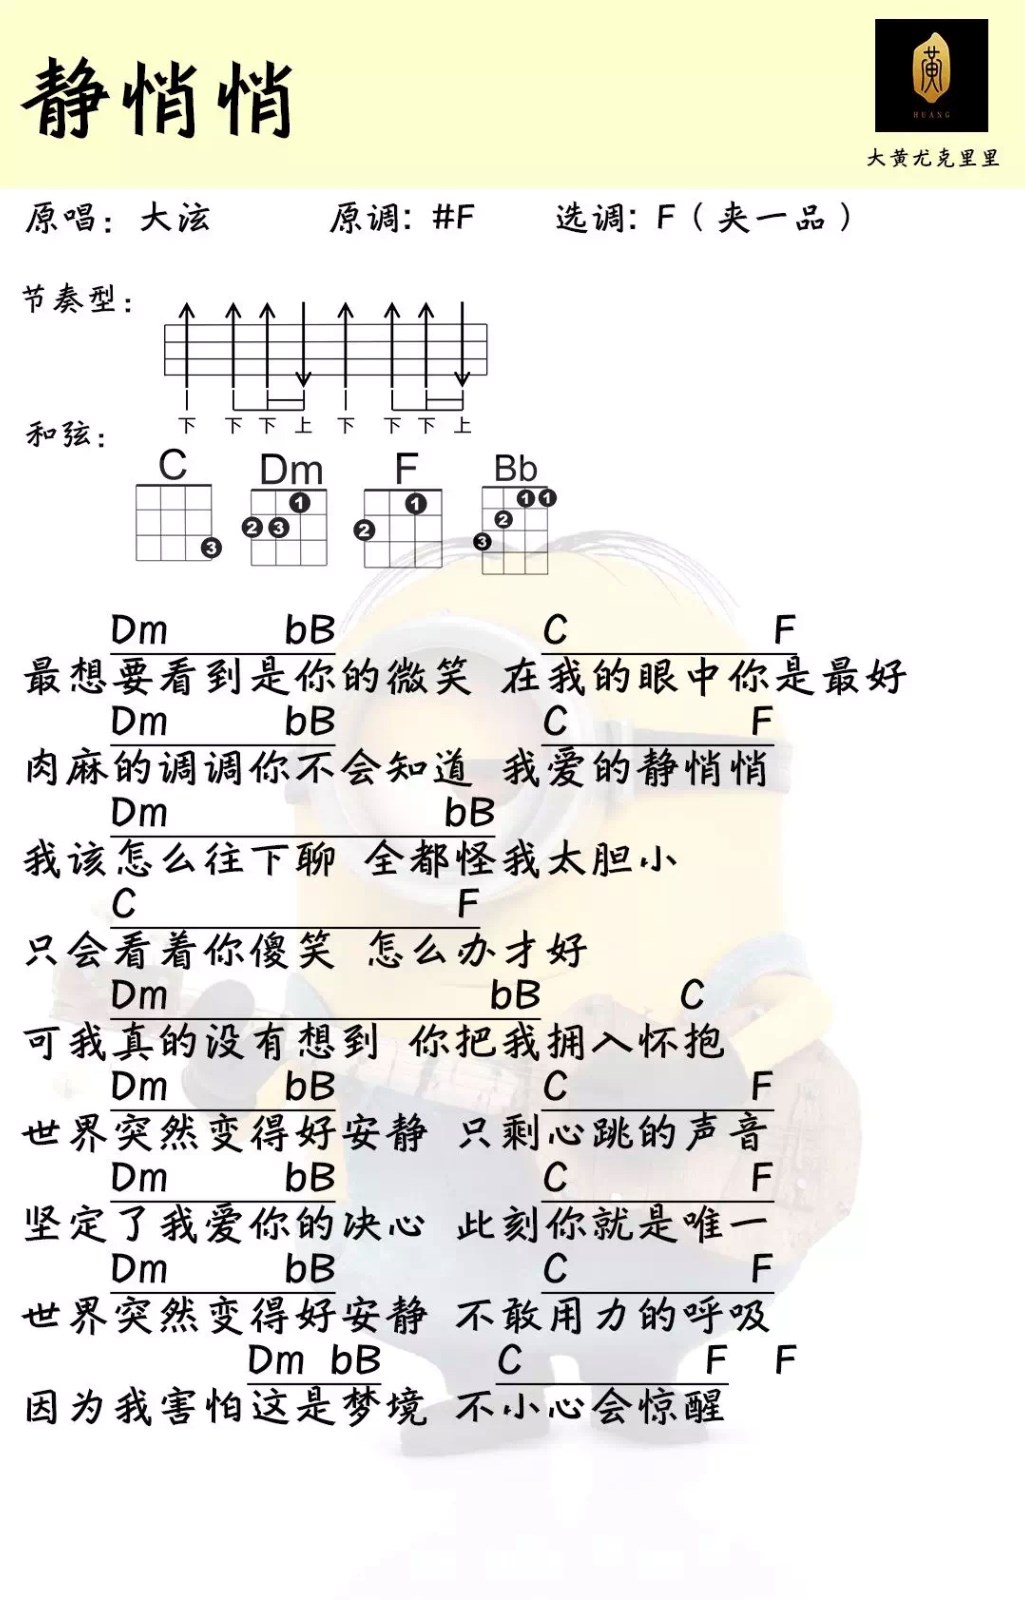 静悄悄
黄
HUANG
大黄尤克里里
原唱：大泫 原调: #F 选调: F（夹一品）
节奏型：
下 下 下 上 下 下 下 上
和弦：
C Dm F Bb
3 1 2 3 1 2 1 1 2 3
Dm bB C F
最想要看到是你的微笑 在我的眼中你是最好
Dm bB C F
肉麻的调调你不会知道 我爱的静悄悄
Dm bB
我该怎么往下聊 全都怪我太胆小
C F
只会看着你傻笑 怎么办才好
Dm bB C
可我真的没有想到 你把我拥入怀抱
Dm bB C F
世界突然变得好安静 只剩心跳的声音
Dm bB C F
坚定了我爱你的决心 此刻你就是唯一
Dm bB C F
世界突然变得好安静 不敢用力的呼吸
Dm bB C F F
因为我害怕这是梦境 不小心会惊醒